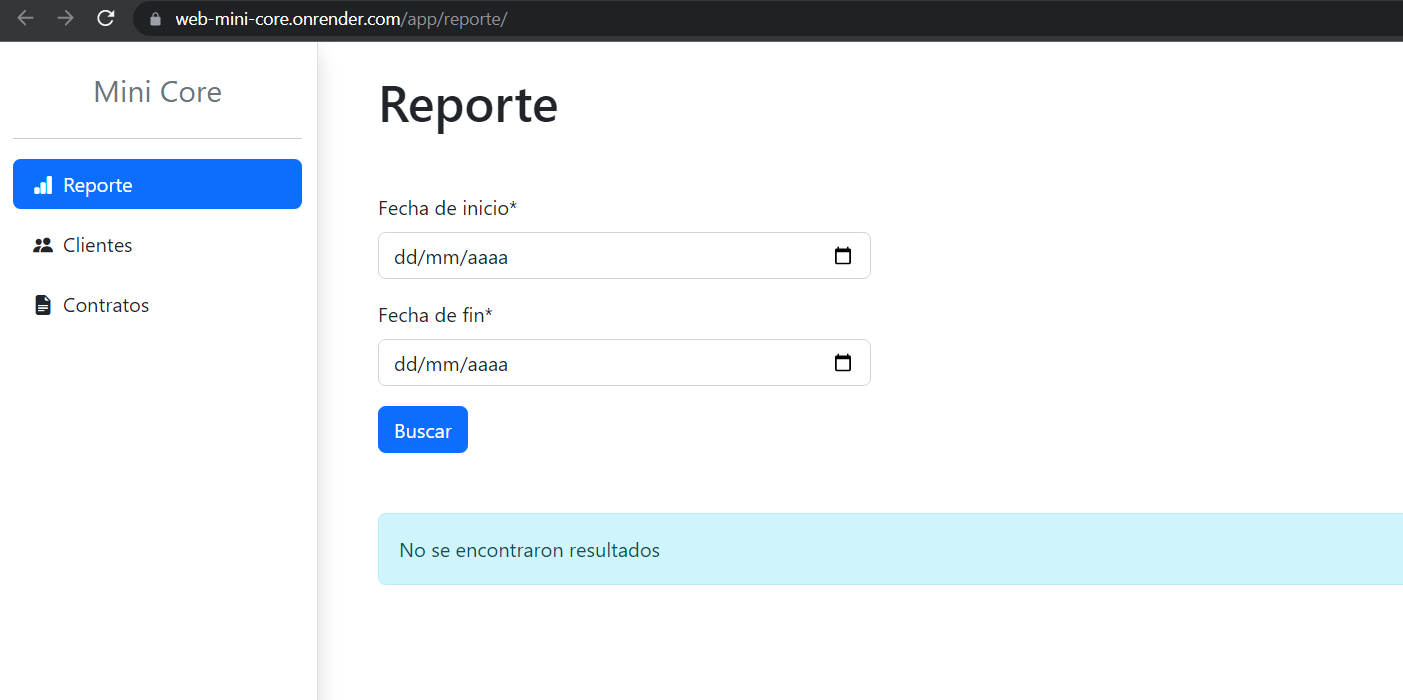 web-mini-core.onrender.com/app/reporte/
Mini Core
Reporte
Clientes
Contratos
Reporte
Fecha de inicio*
dd/mm/aaaa
Fecha de fin*
dd/mm/aaaa
Buscar
No se encontraron resultados